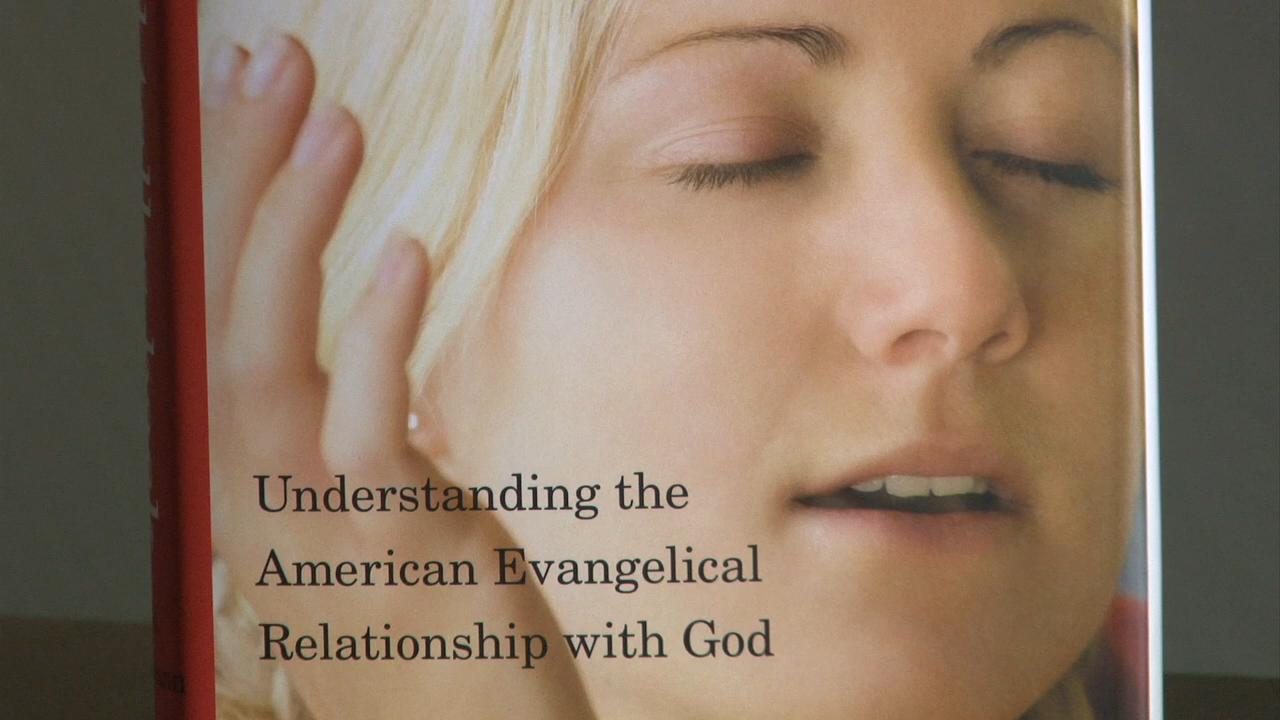 Understanding the
American Evangelical
Relationship with God